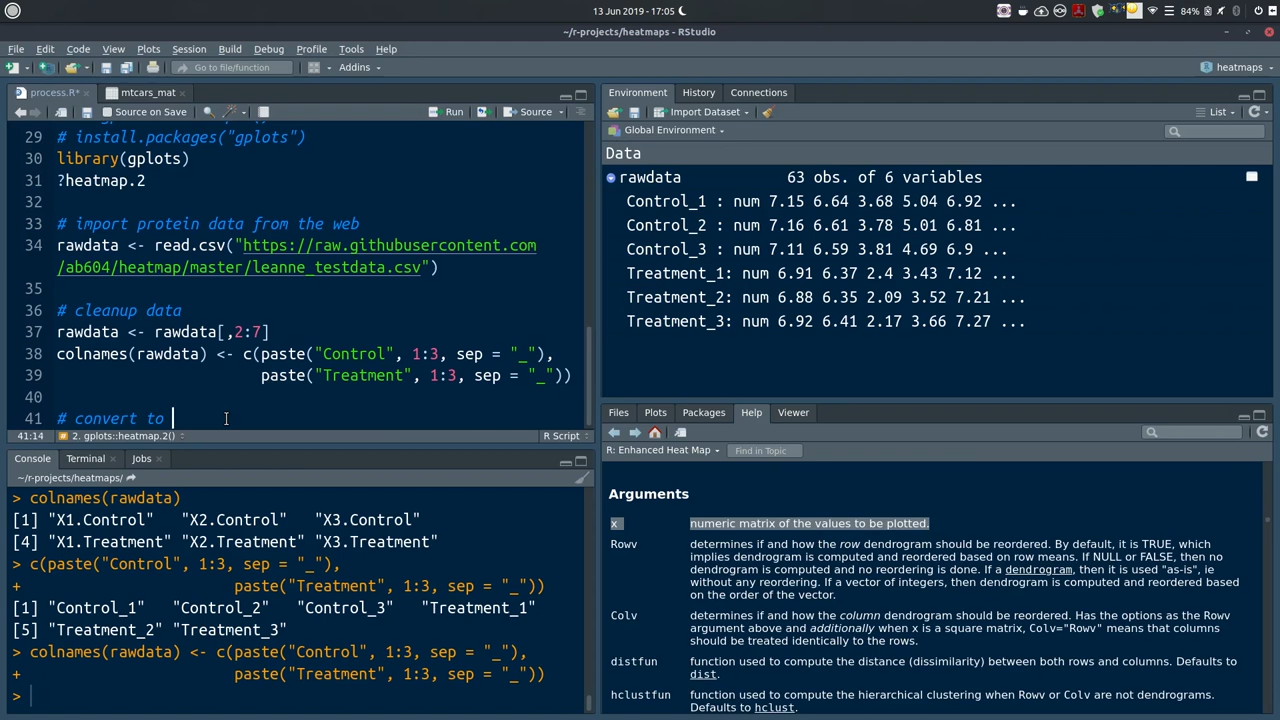 13 Jun 2019 - 17:05
84%
~/r-projects/heatmaps - RStudio
File Edit Code View Plots Session Build Debug Profile Tools Help
Go to file/function
Addins
heatmaps
process.R*
mtcars_mat
Source on Save
Run
Source
29 # install.packages("gplots")
30 library(gplots)
31 ?heatmap.2
32
33 # import protein data from the web
34 rawdata <- read.csv("https://raw.githubusercontent.com
/ab604/heatmap/master/leanne_testdata.csv")
35
36 # cleanup data
37 rawdata <- rawdata[,2:7]
38 colnames(rawdata) <- c(paste("Control", 1:3, sep = "_"),
39 paste("Treatment", 1:3, sep = "_"))
40
41 # convert to
41:14
2. gplots::heatmap.2()
R Script
Console Terminal Jobs
~/r-projects/heatmaps/
> colnames(rawdata)
[1] "X1.Control" "X2.Control" "X3.Control"
[4] "X1.Treatment" "X2.Treatment" "X3.Treatment"
> c(paste("Control", 1:3, sep = "_"),
+ paste("Treatment", 1:3, sep = "_"))
[1] "Control_1" "Control_2" "Control_3" "Treatment_1"
[5] "Treatment_2" "Treatment_3"
> colnames(rawdata) <- c(paste("Control", 1:3, sep = "_"),
+ paste("Treatment", 1:3, sep = "_"))
>
Environment History Connections
Import Dataset
List
Global Environment
Data
rawdata 63 obs. of 6 variables
Control_1 : num 7.15 6.64 3.68 5.04 6.92 ...
Control_2 : num 7.16 6.61 3.78 5.01 6.81 ...
Control_3 : num 7.11 6.59 3.81 4.69 6.9 ...
Treatment_1: num 6.91 6.37 2.4 3.43 7.12 ...
Treatment_2: num 6.88 6.35 2.09 3.52 7.21 ...
Treatment_3: num 6.92 6.41 2.17 3.66 7.27 ...
Files Plots Packages Help Viewer
R: Enhanced Heat Map
Find in Topic
Arguments
x numeric matrix of the values to be plotted.
Rowv determines if and how the row dendrogram should be reordered. By default, it is TRUE, which
implies dendrogram is computed and reordered based on row means. If NULL or FALSE, then no
dendrogram is computed and no reordering is done. If a dendrogram, then it is used "as-is", ie
without any reordering. If a vector of integers, then dendrogram is computed and reordered based
on the order of the vector.
Colv determines if and how the column dendrogram should be reordered. Has the options as the Rowv
argument above and additionally when x is a square matrix, Colv="Rowv" means that columns
should be treated identically to the rows.
distfun function used to compute the distance (dissimilarity) between both rows and columns. Defaults to
dist.
hclustfun function used to compute the hierarchical clustering when Rowv or Colv are not dendrograms.
Defaults to hclust.